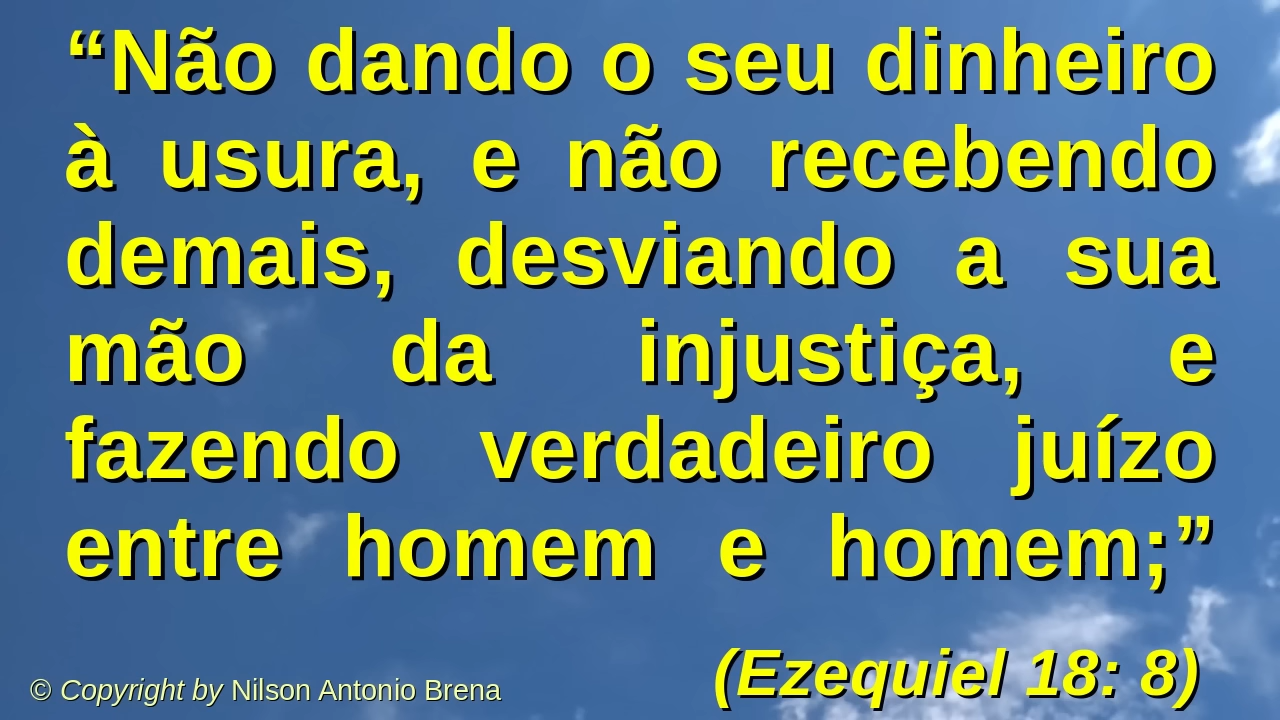 “Não dando o seu dinheiro
à usura, e não recebendo
demais, desviando a sua
mão da injustiça, e
fazendo verdadeiro juízo
entre homem e homem;”
(Ezequiel 18: 8)
© Copyright by Nilson Antonio Brena